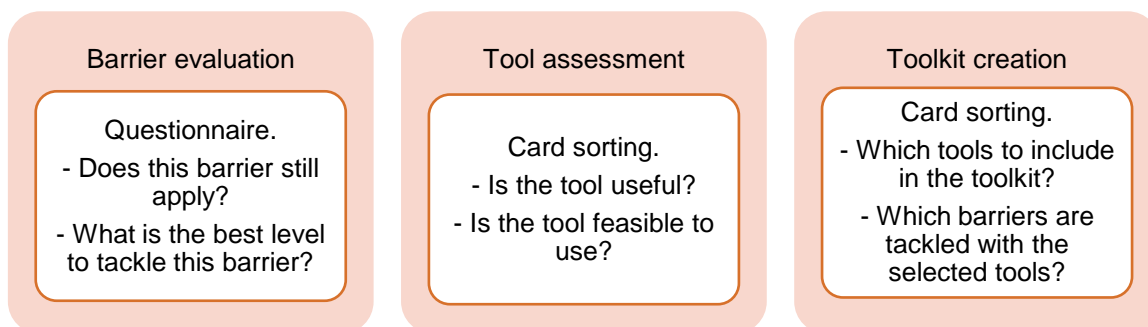 Barrier evaluation
Questionnaire.
- Does this barrier still
apply?
- What is the best level
to tackle this barrier?
Tool assessment
Card sorting.
- Is the tool useful?
- Is the tool feasible to
use?
Toolkit creation
Card sorting.
- Which tools to include
in the toolkit?
- Which barriers are
tackled with the
selected tools?